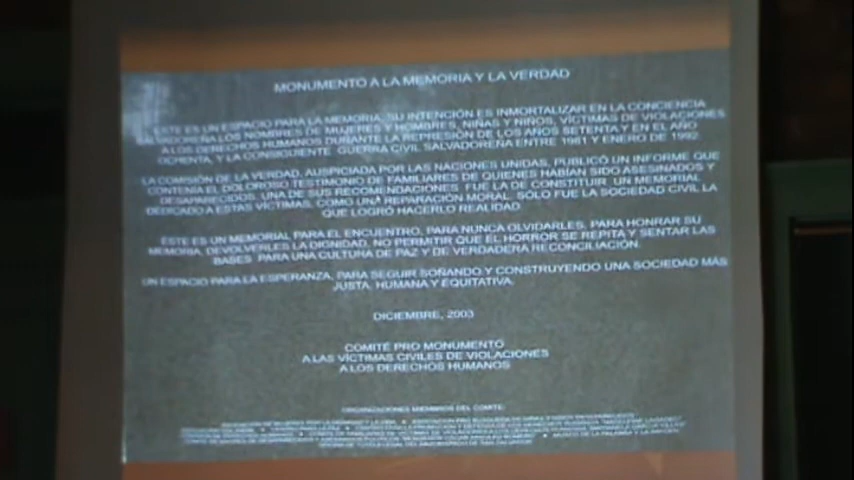 MONUMENTO A LA MEMORIA Y LA VERDAD
ESTE ES UN ESPACIO PARA LA MEMORIA, SU INTENCIÓN ES INMORTALIZAR EN LA CONCIENCIA
SALVADOREÑA LOS NOMBRES DE MUJERES Y HOMBRES, NIÑAS Y NIÑOS, VÍCTIMAS DE VIOLACIONES
A LOS DERECHOS HUMANOS DURANTE LA REPRESIÓN DE LOS AÑOS SETENTA Y EN EL AÑO
OCHENTA, Y LA CONSIGUIENTE GUERRA CIVIL SALVADOREÑA ENTRE 1981 Y ENERO DE 1992.
LA COMISIÓN DE LA VERDAD, AUSPICIADA POR LAS NACIONES UNIDAS, PUBLICÓ UN INFORME QUE
CONTENÍA EL DOLOROSO TESTIMONIO DE FAMILIARES DE QUIENES HABÍAN SIDO ASESINADOS Y
DESAPARECIDOS. UNA DE SUS RECOMENDACIONES FUE LA DE CONSTITUIR UN MEMORIAL
DEDICADO A ESTAS VÍCTIMAS, COMO UNA REPARACIÓN MORAL. SOLO FUE LA SOCIEDAD CIVIL LA
QUE LOGRÓ HACERLO REALIDAD.
ÉSTE ES UN MEMORIAL PARA EL ENCUENTRO, PARA NUNCA OLVIDARLES, PARA HONRAR SU
MEMORIA, DEVOLVERLES LA DIGNIDAD, NO PERMITIR QUE EL HORROR SE REPITA Y SENTAR LAS
BASES PARA UNA CULTURA DE PAZ Y DE VERDADERA RECONCILIACIÓN.
UN ESPACIO PARA LA ESPERANZA, PARA SEGUIR SOÑANDO Y CONSTRUYENDO UNA SOCIEDAD MÁS
JUSTA, HUMANA Y EQUITATIVA.
DICIEMBRE, 2003
COMITÉ PRO MONUMENTO
A LAS VÍCTIMAS CIVILES DE VIOLACIONES
A LOS DERECHOS HUMANOS
ORGANIZACIONES MIEMBROS DEL COMITÉ: